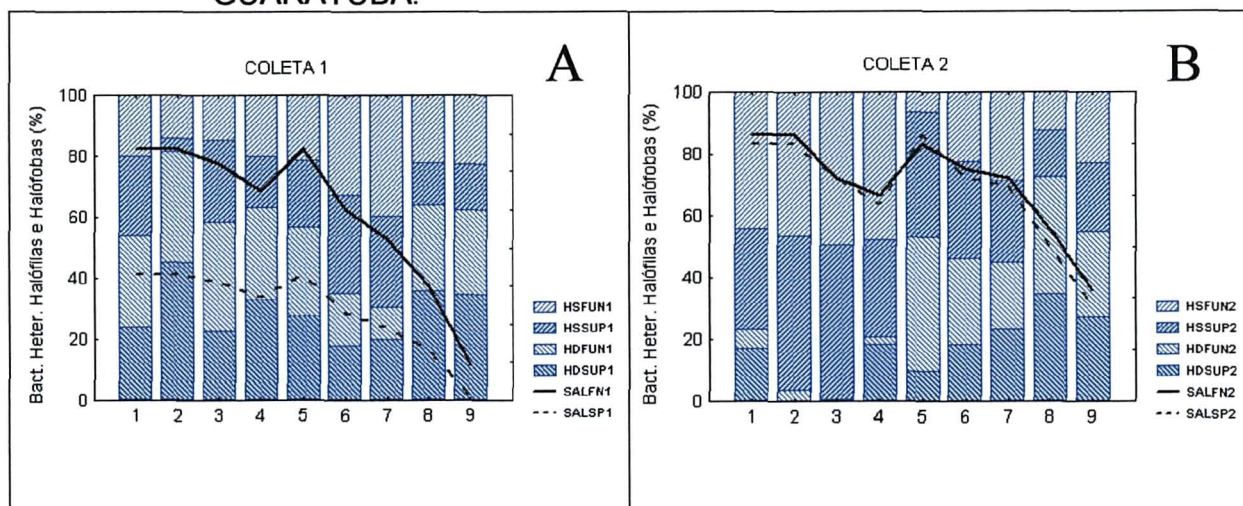 GUARATUBA.
A
COLETA 1
Bact. Heter. Halófilas e Halófobas (%)
100
80
60
40
20
0
1 2 3 4 5 6 7 8 9
HSFUN1
HSSUP1
HDFUN1
HDSUP1
SALFN1
SALSP1
B
COLETA 2
Bact. Heter. Halófilas e Halófobas (%)
100
80
60
40
20
0
1 2 3 4 5 6 7 8 9
HSFUN2
HSSUP2
HDFUN2
HDSUP2
SALFN2
SALSP2